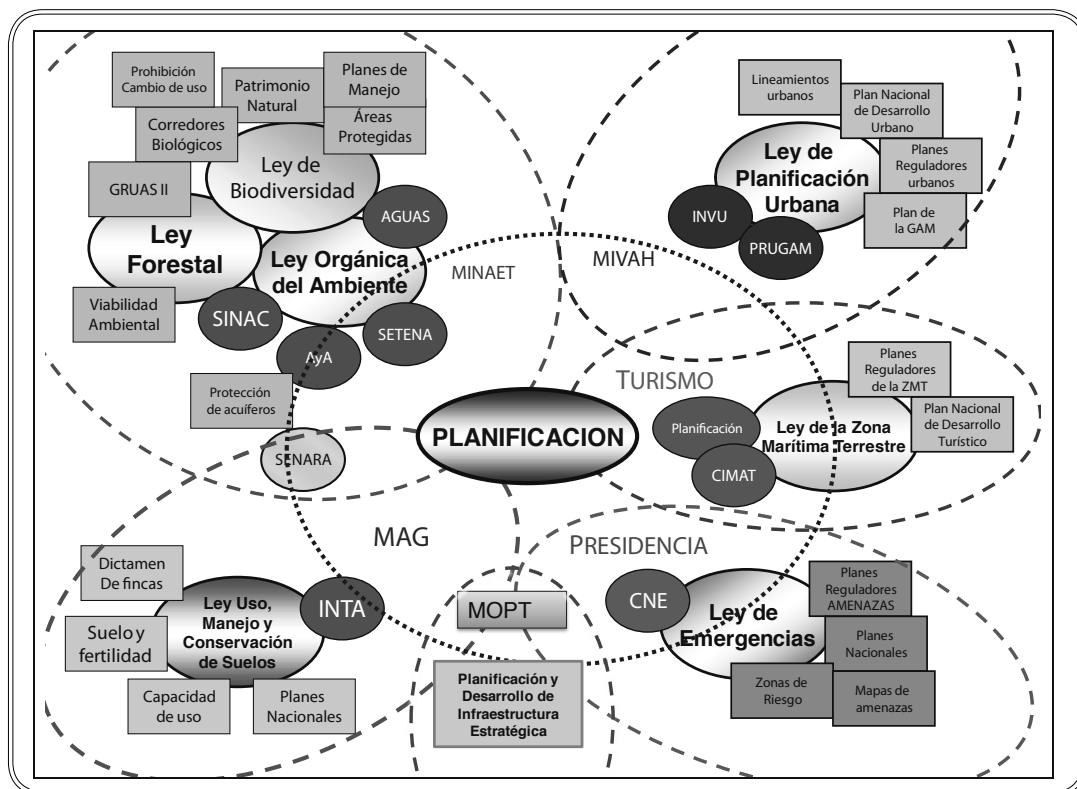 Prohibición
Cambio de uso
Patrimonio
Natural
Planes de
Manejo
Corredores
Biológicos
Áreas
Protegidas
GRUAS II
Ley de
Biodiversidad
Ley
Forestal
AGUAS
Ley Orgánica
del Ambiente
MINAET
Viabilidad
Ambiental
SINAC
SETENA
AyA
Protección
de acuíferos
SENARA
Lineamientos
urbanos
Plan Nacional
de Desarrollo
Urbano
Ley de
Planificación
Urbana
Planes
Reguladores
urbanos
Plan de
la GAM
INVU
PRUGAM
MIVAH
TURISMO
Planes
Reguladores
de la ZMT
Plan Nacional
de Desarrollo
Turístico
Planificación
Ley de la Zona
Marítima Terrestre
CIMAT
PLANIFICACION
MAG
Dictamen
De fincas
Ley Uso,
Manejo y
Conservación
de Suelos
INTA
Suelo y
fertilidad
Capacidad
de uso
Planes
Nacionales
MOPT
Planificación y
Desarrollo de
Infraestructura
Estratégica
PRESIDENCIA
CNE
Ley de
Emergencias
Planes
Reguladores
AMENAZAS
Planes
Nacionales
Zonas de
Riesgo
Mapas de
amenazas